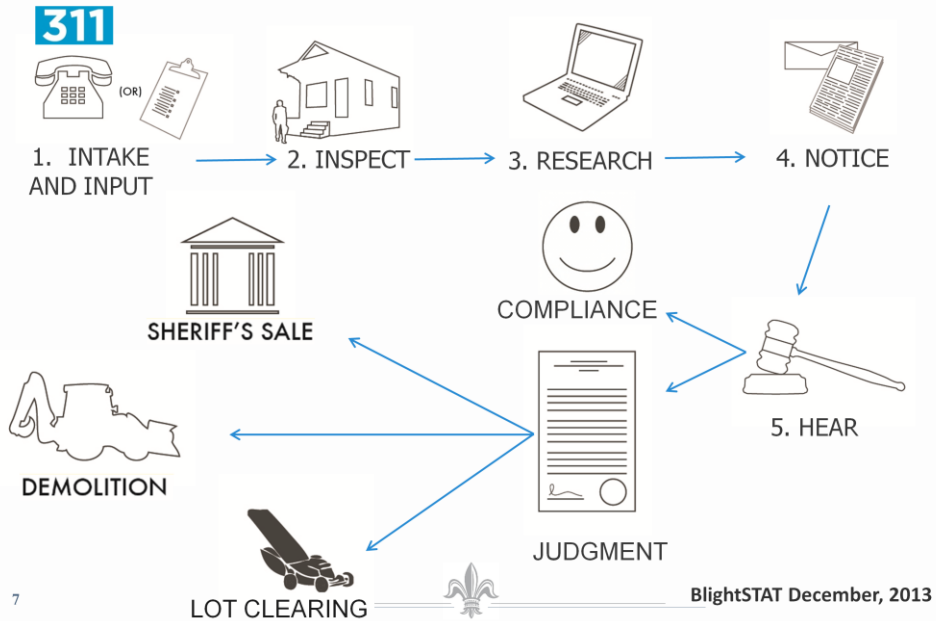 311
(OR)
1. INTAKE
AND INPUT
2. INSPECT
3. RESEARCH
4. NOTICE
COMPLIANCE
SHERIFF'S SALE
5. HEAR
DEMOLITION
JUDGMENT
LOT CLEARING
7
BlightSTAT December, 2013